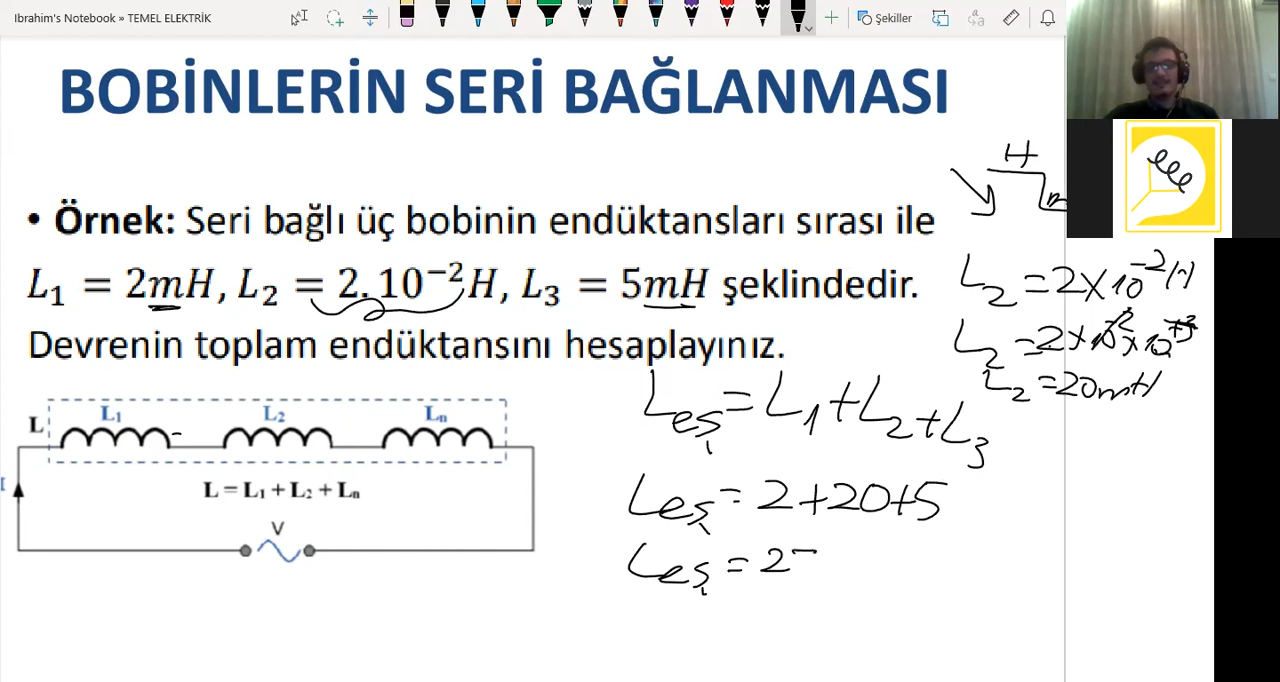 Ibrahim's Notebook » TEMEL ELEKTRİK
Şekiller
BOBİNLERİN SERİ BAĞLANMASI
• Örnek: Seri bağlı üç bobinin endüktansları sırası ile
L₁ = 2mH, L₂ = 2.10⁻²H, L₃ = 5mH şeklindedir.
Devrenin toplam endüktansını hesaplayınız.
H
L₂ = 2×10⁻²H
L₂ = 20mH
Leş = L₁+L₂+L₃
Leş = 2+20+5
Leş = 2
L
L₁
L₂
Lₙ
L = L₁ + L₂ + Lₙ
I
V